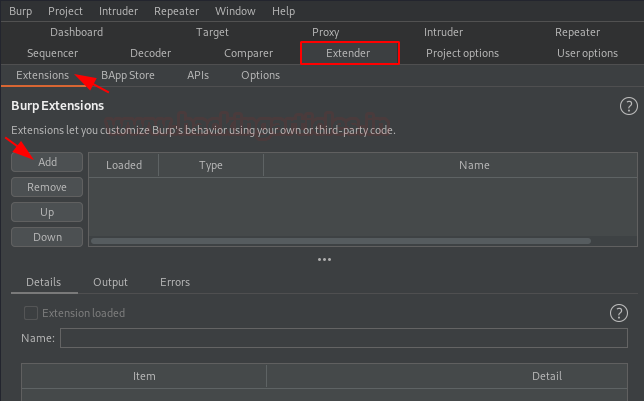 Burp Project Intruder Repeater Window Help
Dashboard Target Proxy Intruder Repeater
Sequencer Decoder Comparer Extender Project options User options
Extensions BApp Store APIs Options
Burp Extensions
Extensions let you customize Burp's behavior using your own or third-party code.
Add Loaded Type Name
Remove
Up
Down
Details Output Errors
Extension loaded
Name:
Item Detail